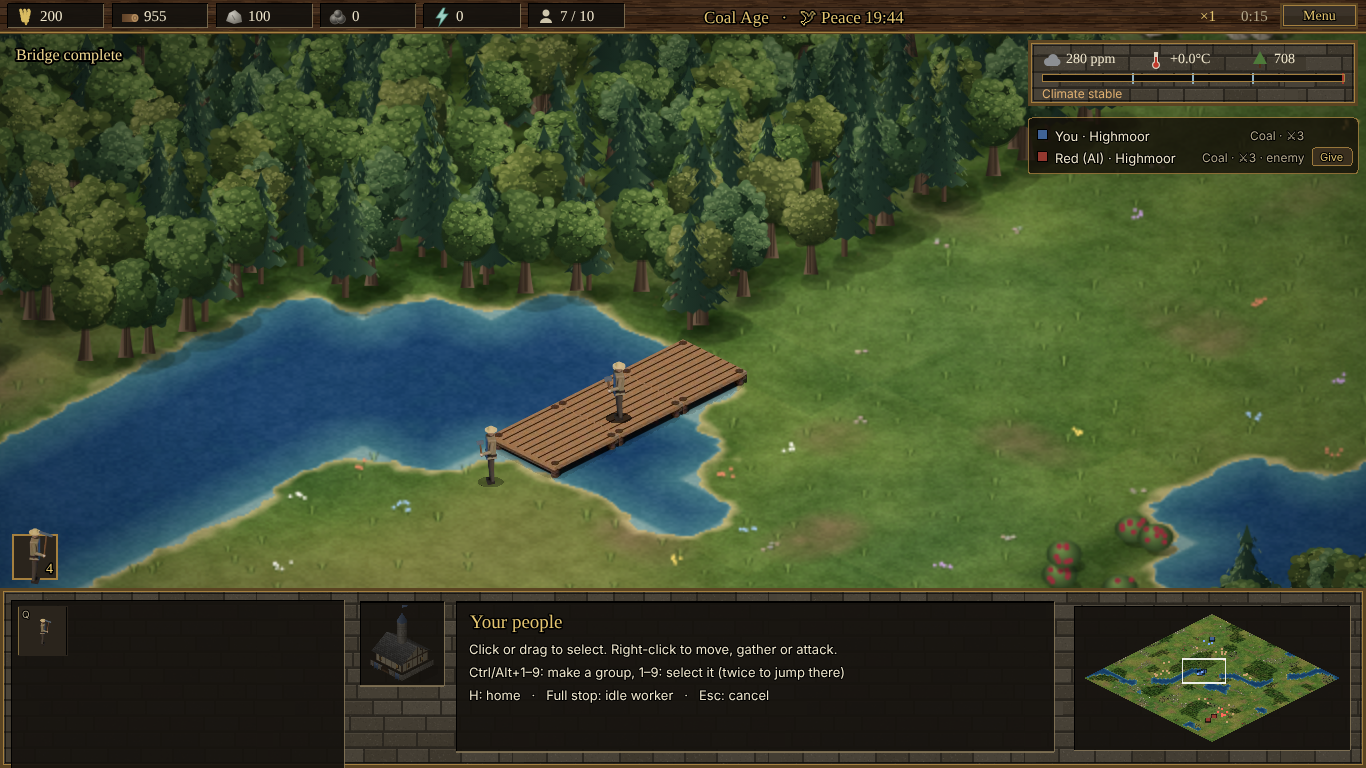 200
955
100
0
0
7 / 10
Coal Age · Peace 19:44
×1
0:15
Menu
Bridge complete
280 ppm
+0.0°C
708
Climate stable
You · Highmoor
Coal · ⚔3
Red (AI) · Highmoor
Coal · ⚔3 · enemy
Give
4
Q
Your people
Click or drag to select. Right-click to move, gather or attack.
Ctrl/Alt+1–9: make a group, 1–9: select it (twice to jump there)
H: home · Full stop: idle worker · Esc: cancel